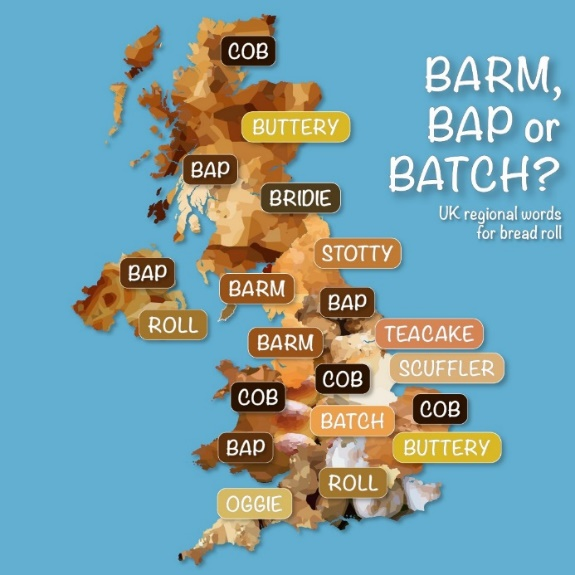 BARM,
BAP or
BATCH?
UK regional words
for bread roll
COB
BUTTERY
BAP
BRIDIE
STOTTY
BAP
BARM
BAP
ROLL
BARM
TEACAKE
SCUFFLER
COB
COB
COB
BATCH
BAP
BUTTERY
ROLL
OGGIE